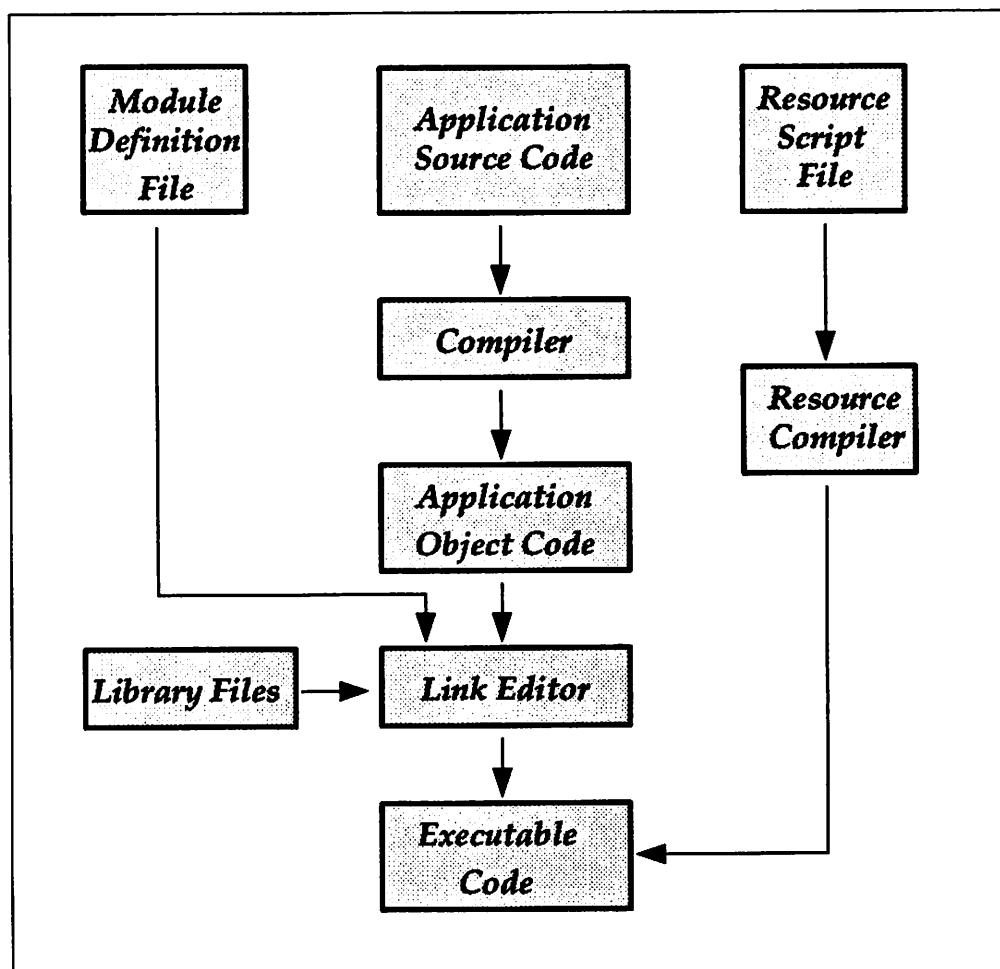 Module
Definition
File
Application
Source Code
Resource
Script
File
Compiler
Resource
Compiler
Application
Object Code
Library Files
Link Editor
Executable
Code